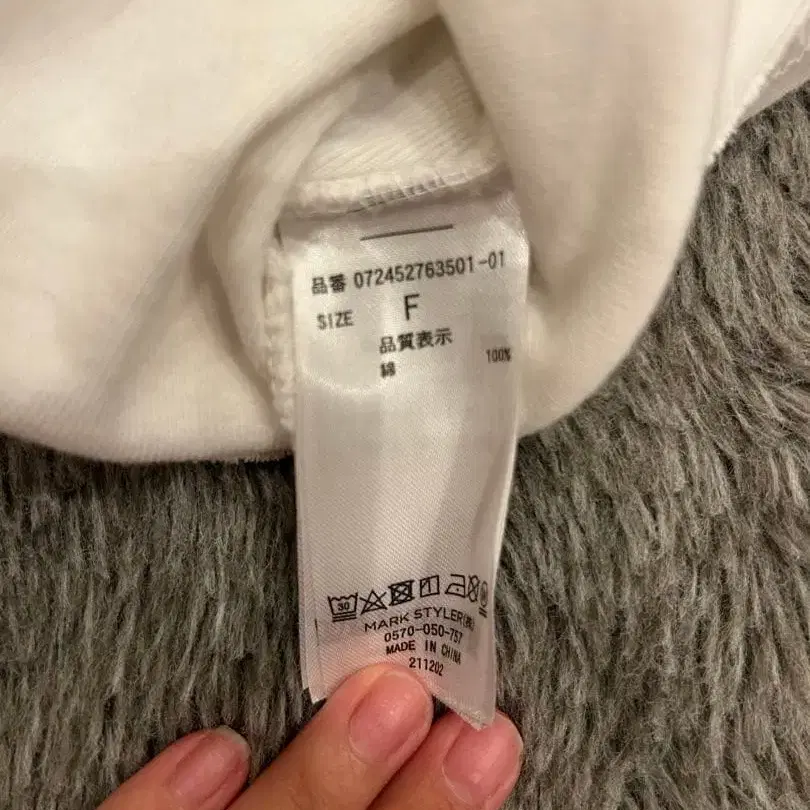 品番 072452763501-01
SIZE F
品質表示
綿 100%
30
MARK STYLER(株)
0570-050-757
MADE IN CHINA
211202